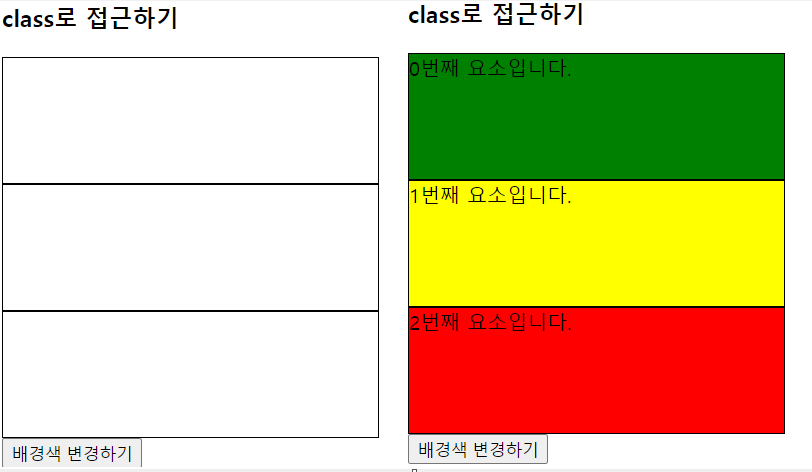 class로 접근하기
배경색 변경하기
class로 접근하기
0번째 요소입니다.
1번째 요소입니다.
2번째 요소입니다.
배경색 변경하기